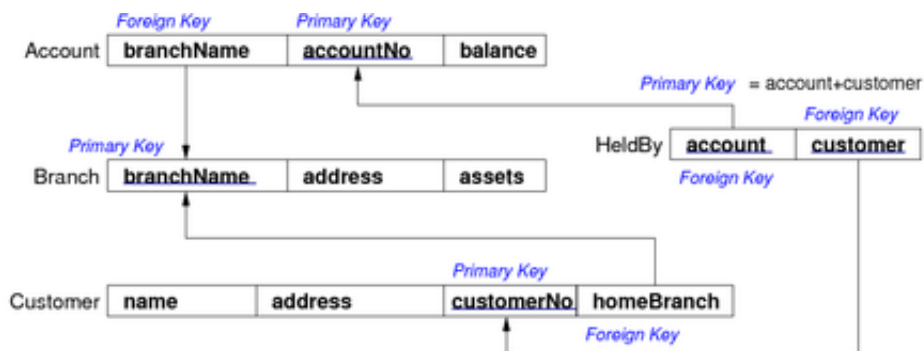 Foreign Key Primary Key
Account branchName accountNo balance
Primary Key = account+customer
Foreign Key
Primary Key
HeldBy account customer
Branch branchName address assets
Foreign Key
Primary Key
Customer name address customerNo homeBranch
Foreign Key